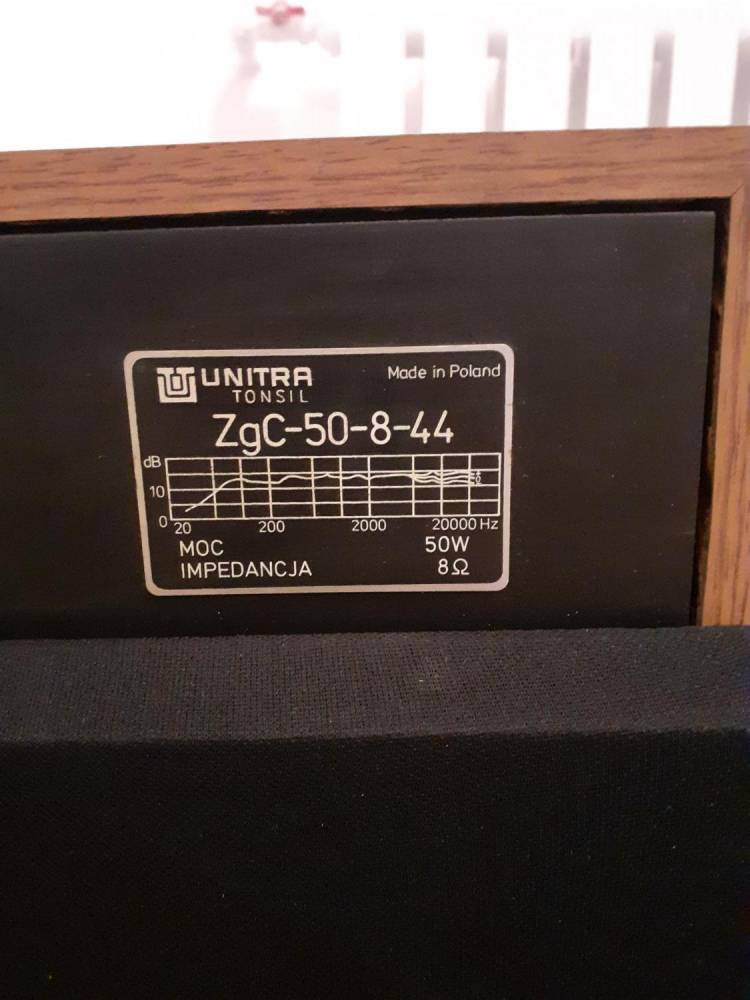 UNITRA
TONSIL
Made in Poland
ZgC-50-8-44
dB
10
0
20 200 2000 20000 Hz
MOC 50W
IMPEDANCJA 8Ω